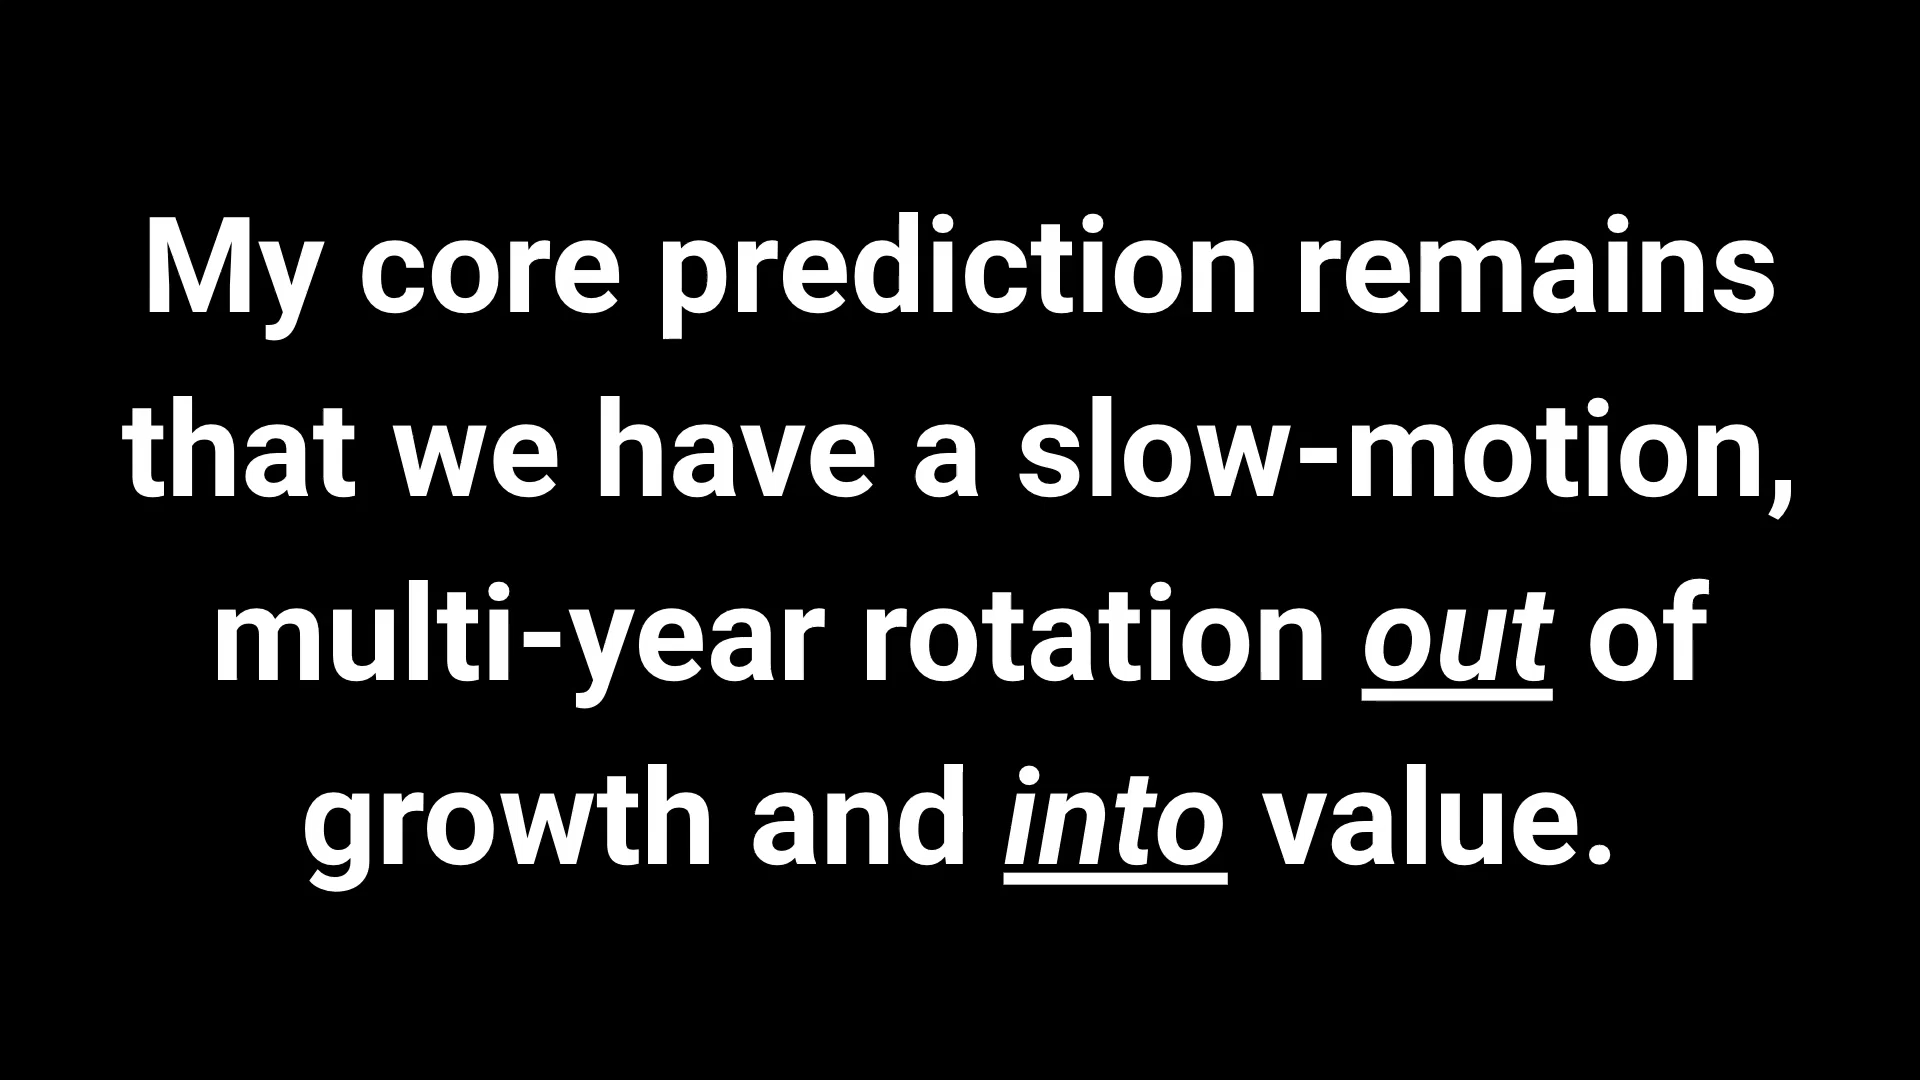 My core prediction remains
that we have a slow-motion,
multi-year rotation out of
growth and into value.